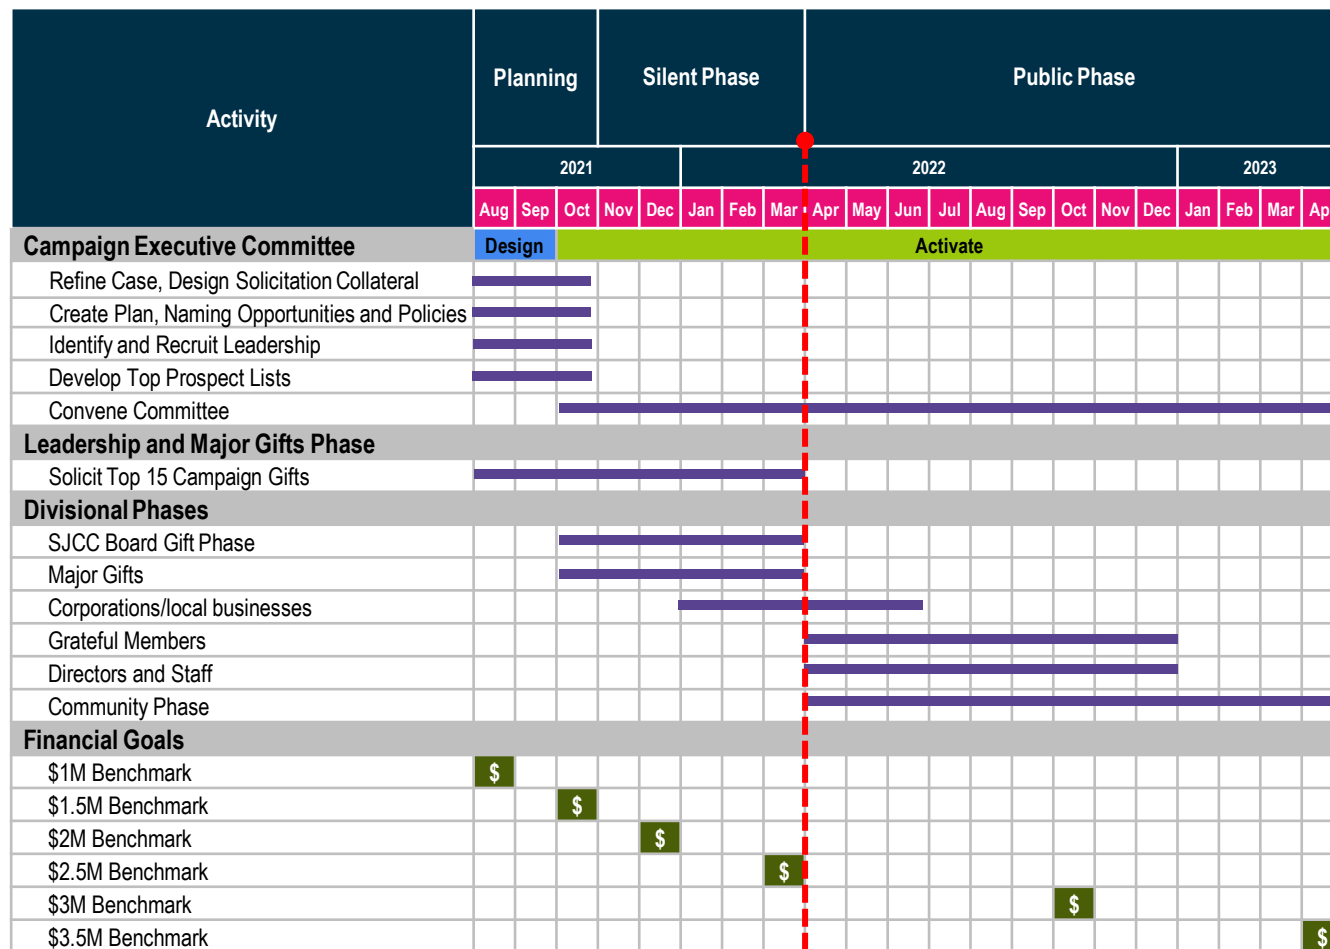 Activity
Planning
Silent Phase
Public Phase
2021
2022
2023
Aug Sep Oct Nov Dec Jan Feb Mar Apr May Jun Jul Aug Sep Oct Nov Dec Jan Feb Mar Ap
Campaign Executive Committee Design Activate
Refine Case, Design Solicitation Collateral
Create Plan, Naming Opportunities and Policies
Identify and Recruit Leadership
Develop Top Prospect Lists
Convene Committee
Leadership and Major Gifts Phase
Solicit Top 15 Campaign Gifts
Divisional Phases
SJCC Board Gift Phase
Major Gifts
Corporations/local businesses
Grateful Members
Directors and Staff
Community Phase
Financial Goals
$1M Benchmark $
$1.5M Benchmark $
$2M Benchmark $
$2.5M Benchmark $
$3M Benchmark $
$3.5M Benchmark $